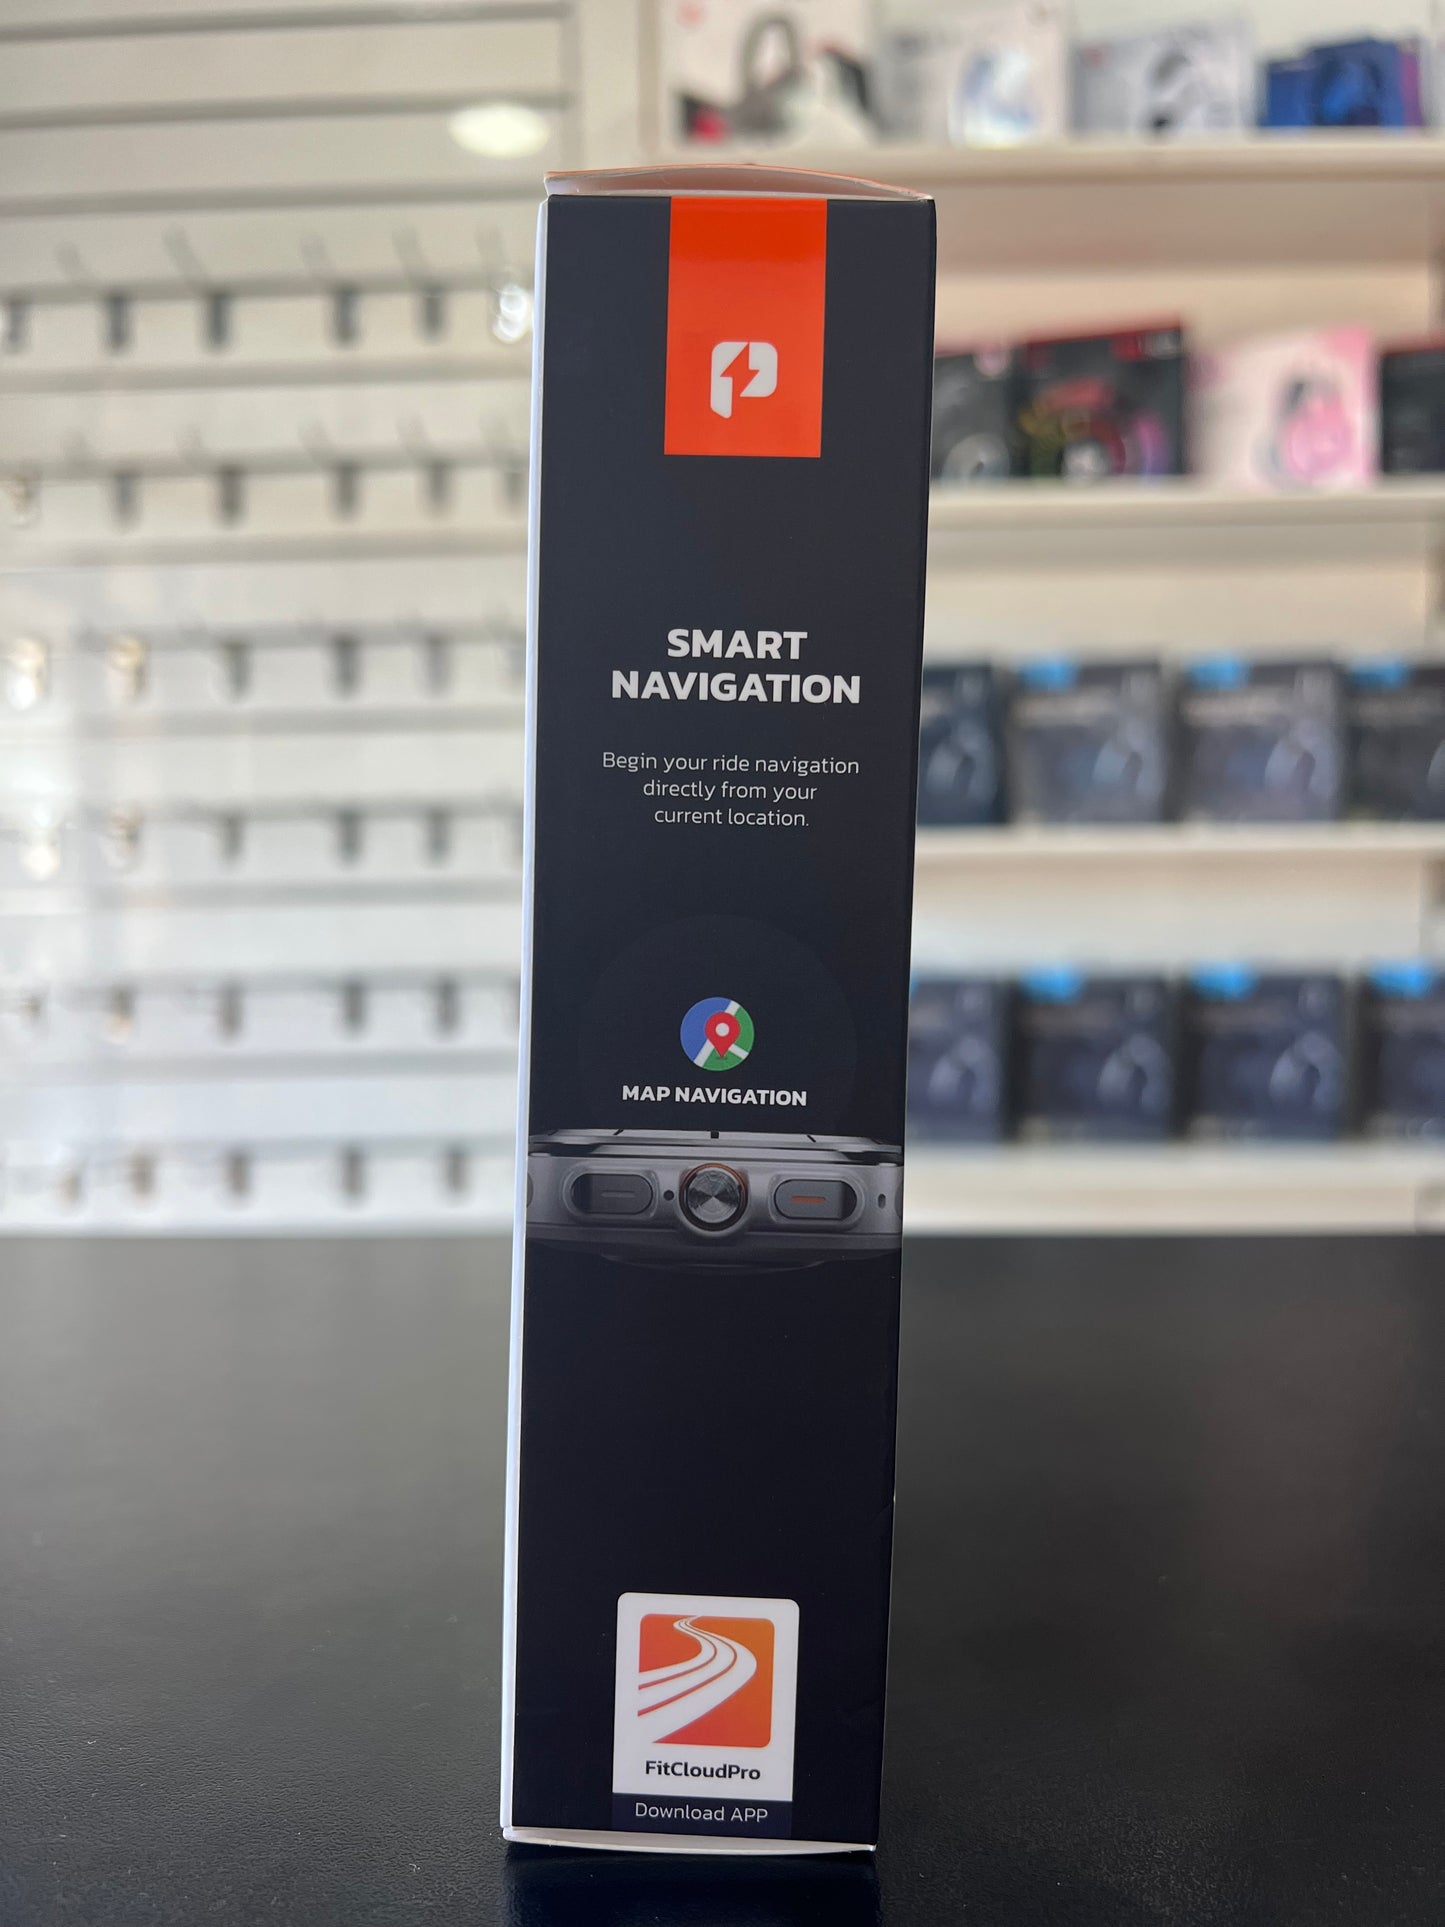 SMART
NAVIGATION
Begin your ride navigation
directly from your
current location.
MAP NAVIGATION
FitCloudPro
Download APP